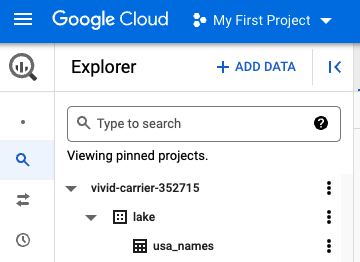 Google Cloud My First Project
Explorer + ADD DATA
Type to search ?
Viewing pinned projects.
vivid-carrier-352715
lake
usa_names